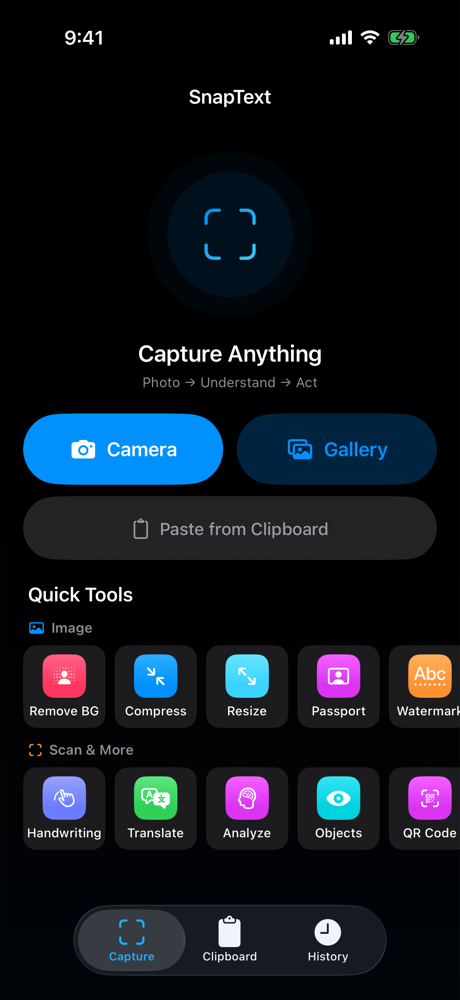 9:41
SnapText
Capture Anything
Photo → Understand → Act
Camera
Gallery
Paste from Clipboard
Quick Tools
Image
Abc
Remove BG Compress Resize Passport Watermark
Scan & More
A 文
Handwriting Translate Analyze Objects QR Code
Capture Clipboard History